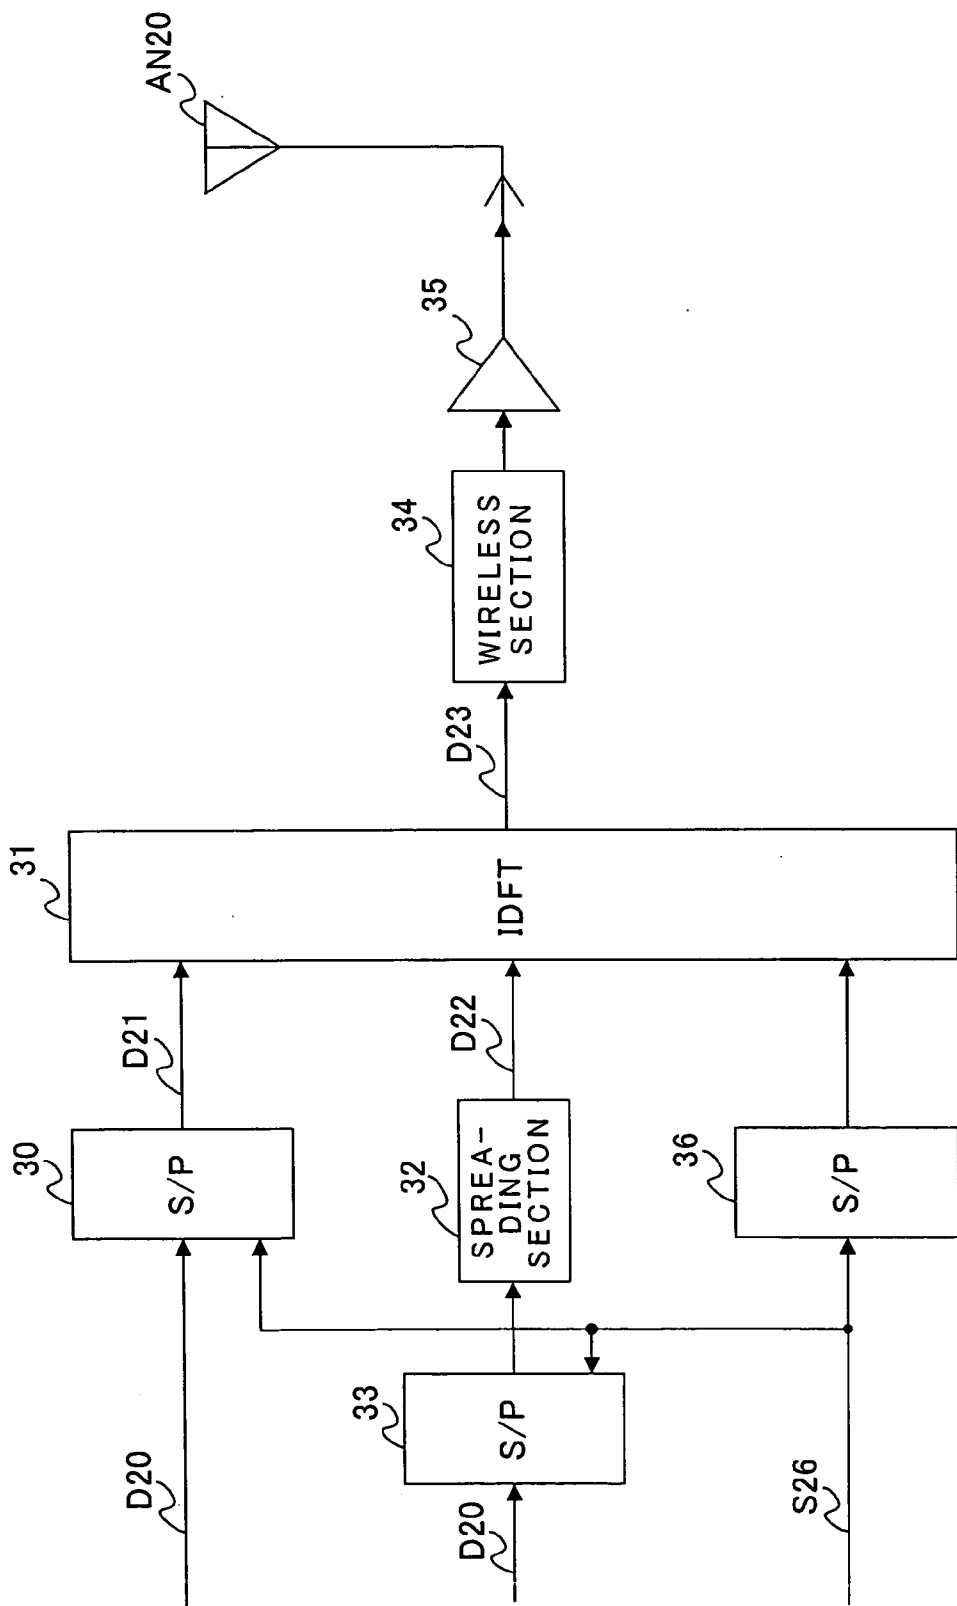 AN20
35
34
WIRELESS
SECTION
D23
31
IDFT
D21
D22
30
S/P
32
SPREA-
DING
SECTION
36
S/P
33
S/P
D20
D20
S26